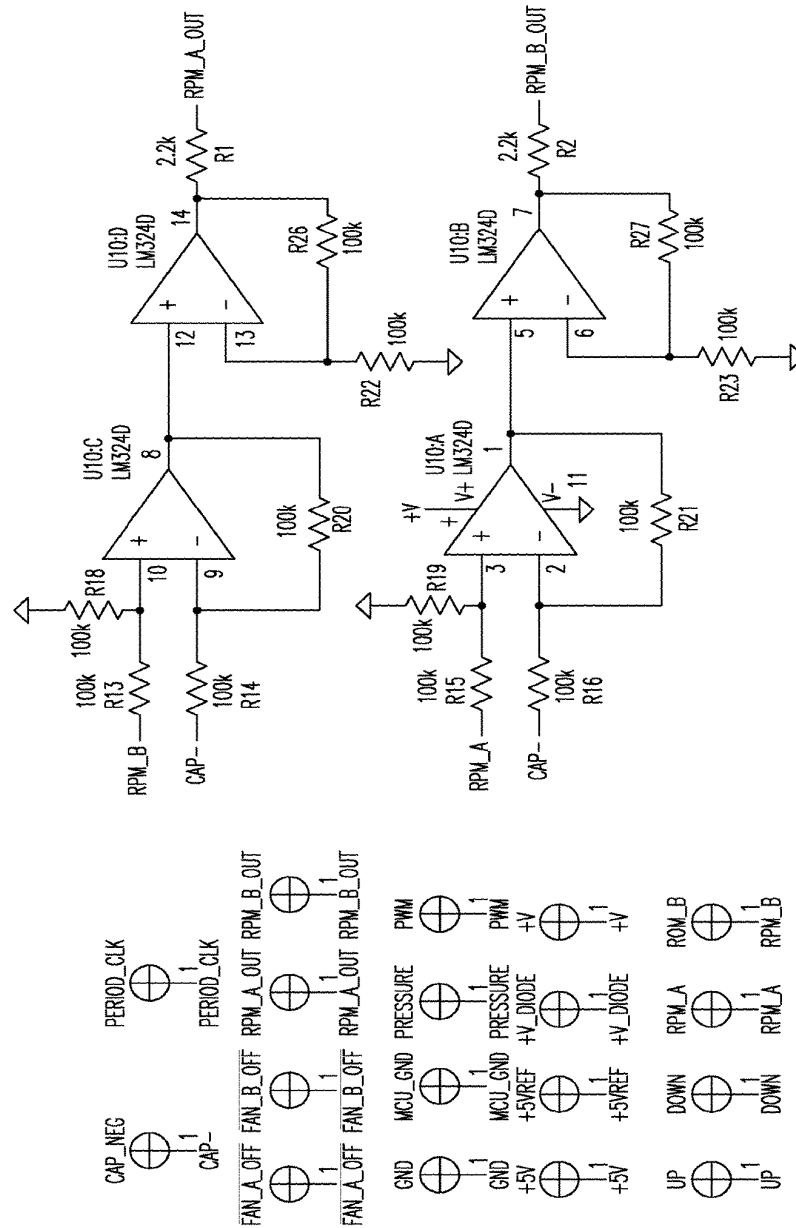 RPM_B
100k
R13
100k
R18
CAP-
100k
R14
10
9
+
-
U10:C
LM324D
8
100k
R20
12
13
+
-
U10:D
LM324D
14
R26
100k
R22
100k
2.2k
R1
RPM_A_OUT
RPM_A
100k
R15
100k
R19
CAP-
100k
R16
3
2
+
-
+V
+
V+
V-
11
U10:A
LM324D
1
100k
R21
5
6
+
-
U10:B
LM324D
7
R27
100k
100k
R23
2.2k
R2
RPM_B_OUT
CAP_NEG
1
CAP-
PERIOD_CLK
1
PERIOD_CLK
FAN_A_OFF
1
FAN_A_OFF
FAN_B_OFF
1
FAN_B_OFF
RPM_A_OUT
1
RPM_A_OUT
RPM_B_OUT
1
RPM_B_OUT
GND
1
GND
MCU_GND
1
MCU_GND
PRESSURE
1
PRESSURE
PWM
1
PWM
+5V
1
+5V
+5VREF
1
+5VREF
+V_DIODE
1
+V_DIODE
+V
1
+V
UP
1
UP
DOWN
1
DOWN
RPM_A
1
RPM_A
ROM_B
1
RPM_B